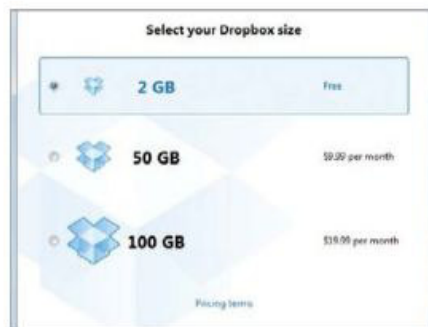 Select your Dropbox size
2 GB Free
50 GB $9.99 per month
100 GB $19.99 per month
Pricing terms